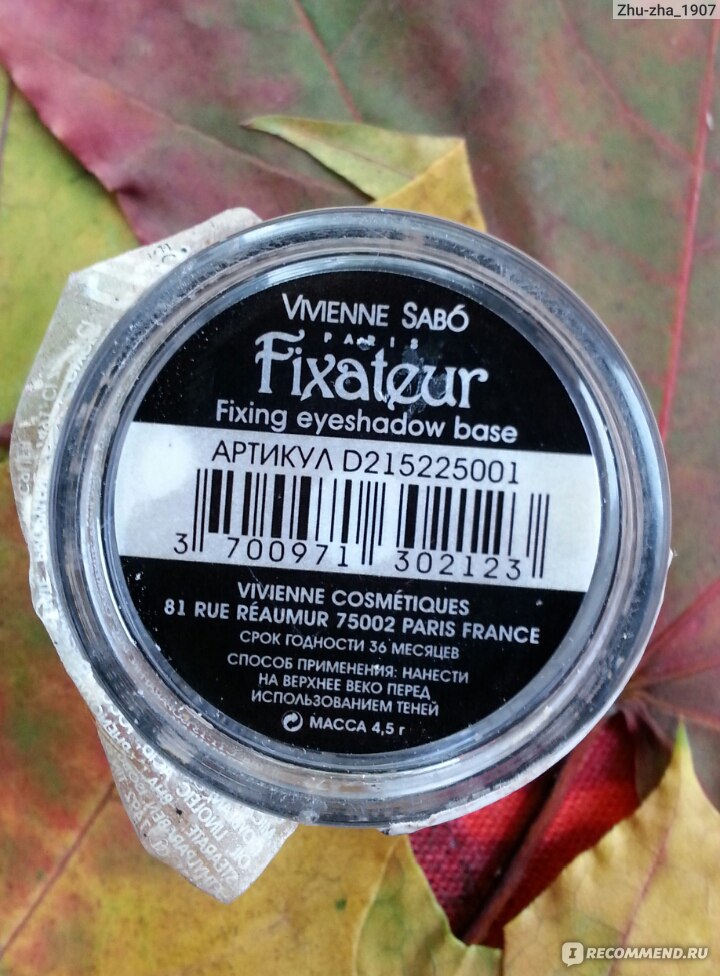 Zhu-zha_1907
VIVIENNE SABÓ
PARIS
Fixateur
Fixing eyeshadow base
АРТИКУЛ D215225001
3 700971 302123
VIVIENNE COSMÉTIQUES
81 RUE RÉAUMUR 75002 PARIS FRANCE
СРОК ГОДНОСТИ 36 МЕСЯЦЕВ
СПОСОБ ПРИМЕНЕНИЯ: НАНЕСТИ
НА ВЕРХНЕЕ ВЕКО ПЕРЕД
ИСПОЛЬЗОВАНИЕМ ТЕНЕЙ
МАССА 4,5 г
IRECOMMEND.RU